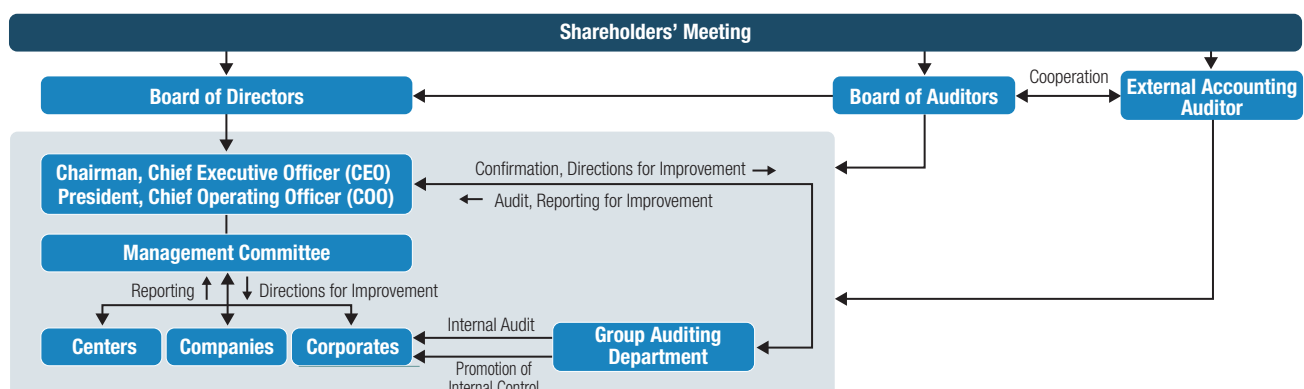 Shareholders’ Meeting
Board of Directors
Board of Auditors
Cooperation
External Accounting
Auditor
Chairman, Chief Executive Officer (CEO)
President, Chief Operating Officer (COO)
Confirmation, Directions for Improvement
Audit, Reporting for Improvement
Management Committee
Reporting
Directions for Improvement
Centers
Companies
Corporates
Internal Audit
Group Auditing
Department
Promotion of
Internal Control